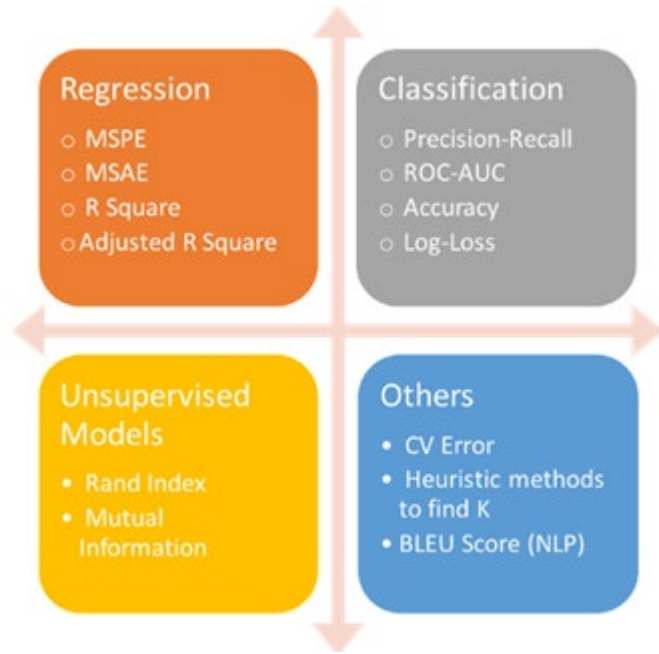 Regression
○ MSPE
○ MSAE
○ R Square
○ Adjusted R Square
Classification
○ Precision-Recall
○ ROC-AUC
○ Accuracy
○ Log-Loss
Unsupervised
Models
• Rand Index
• Mutual
Information
Others
• CV Error
• Heuristic methods
to find K
• BLEU Score (NLP)